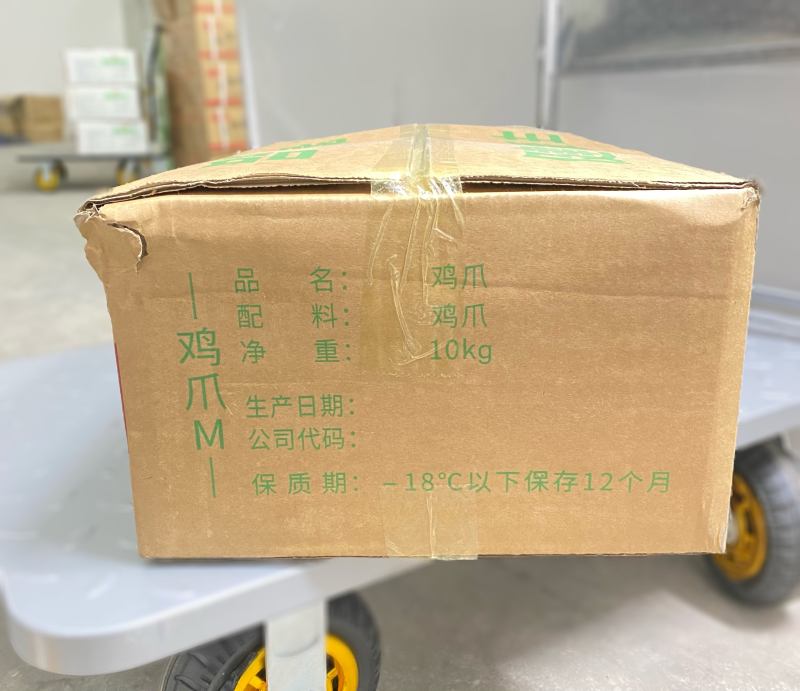 鸡爪M
品名： 鸡爪
配料： 鸡爪
净重： 10kg
生产日期：
公司代码：
保质期： -18℃以下保存12个月